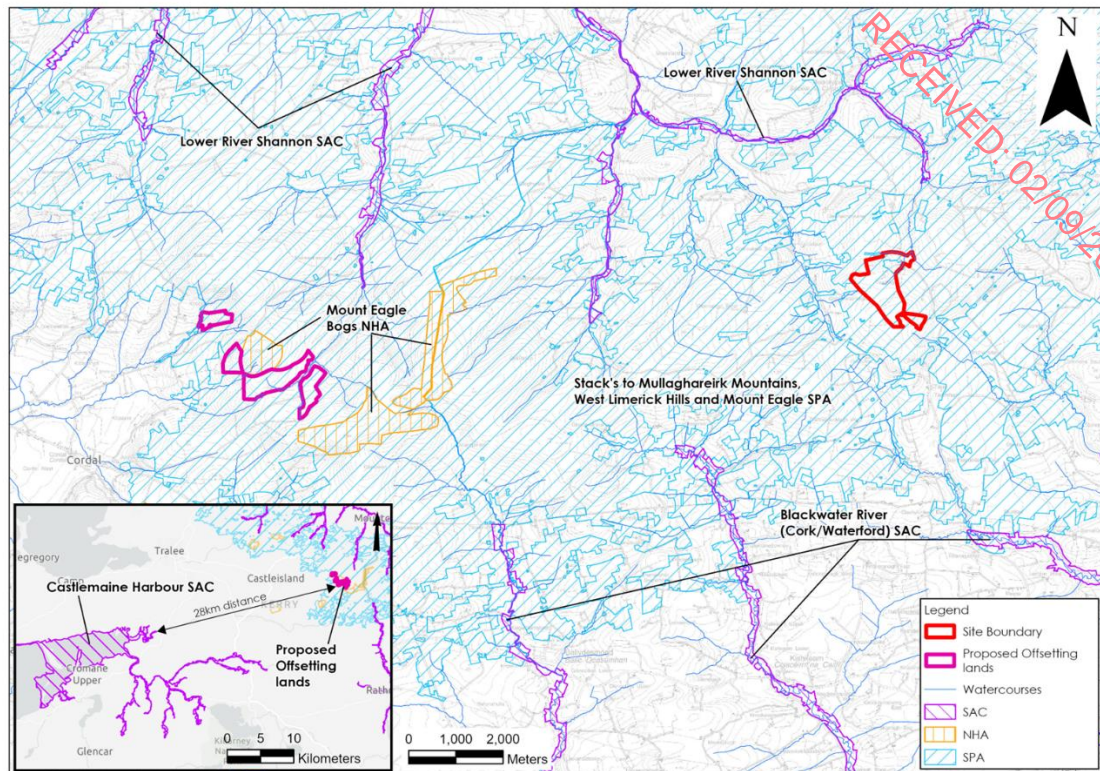 N
Lower River Shannon SAC
Lower River Shannon SAC
RECEIVED: 02/09/20
Mount Eagle
Bogs NHA
Stack's to Mullaghareirk Mountains,
West Limerick Hills and Mount Eagle SPA
Cordal
Blackwater River
(Cork/Waterford) SAC
Tralee
Castleisland
Camp
Castlemaine Harbour SAC
28km distance
KERRY
Proposed
Offsetting
lands
Cromane
Upper
Glencar
0 5 10
Kilometers
0 1,000 2,000
Meters
Legend
Site Boundary
Proposed Offsetting
lands
Watercourses
SAC
NHA
SPA